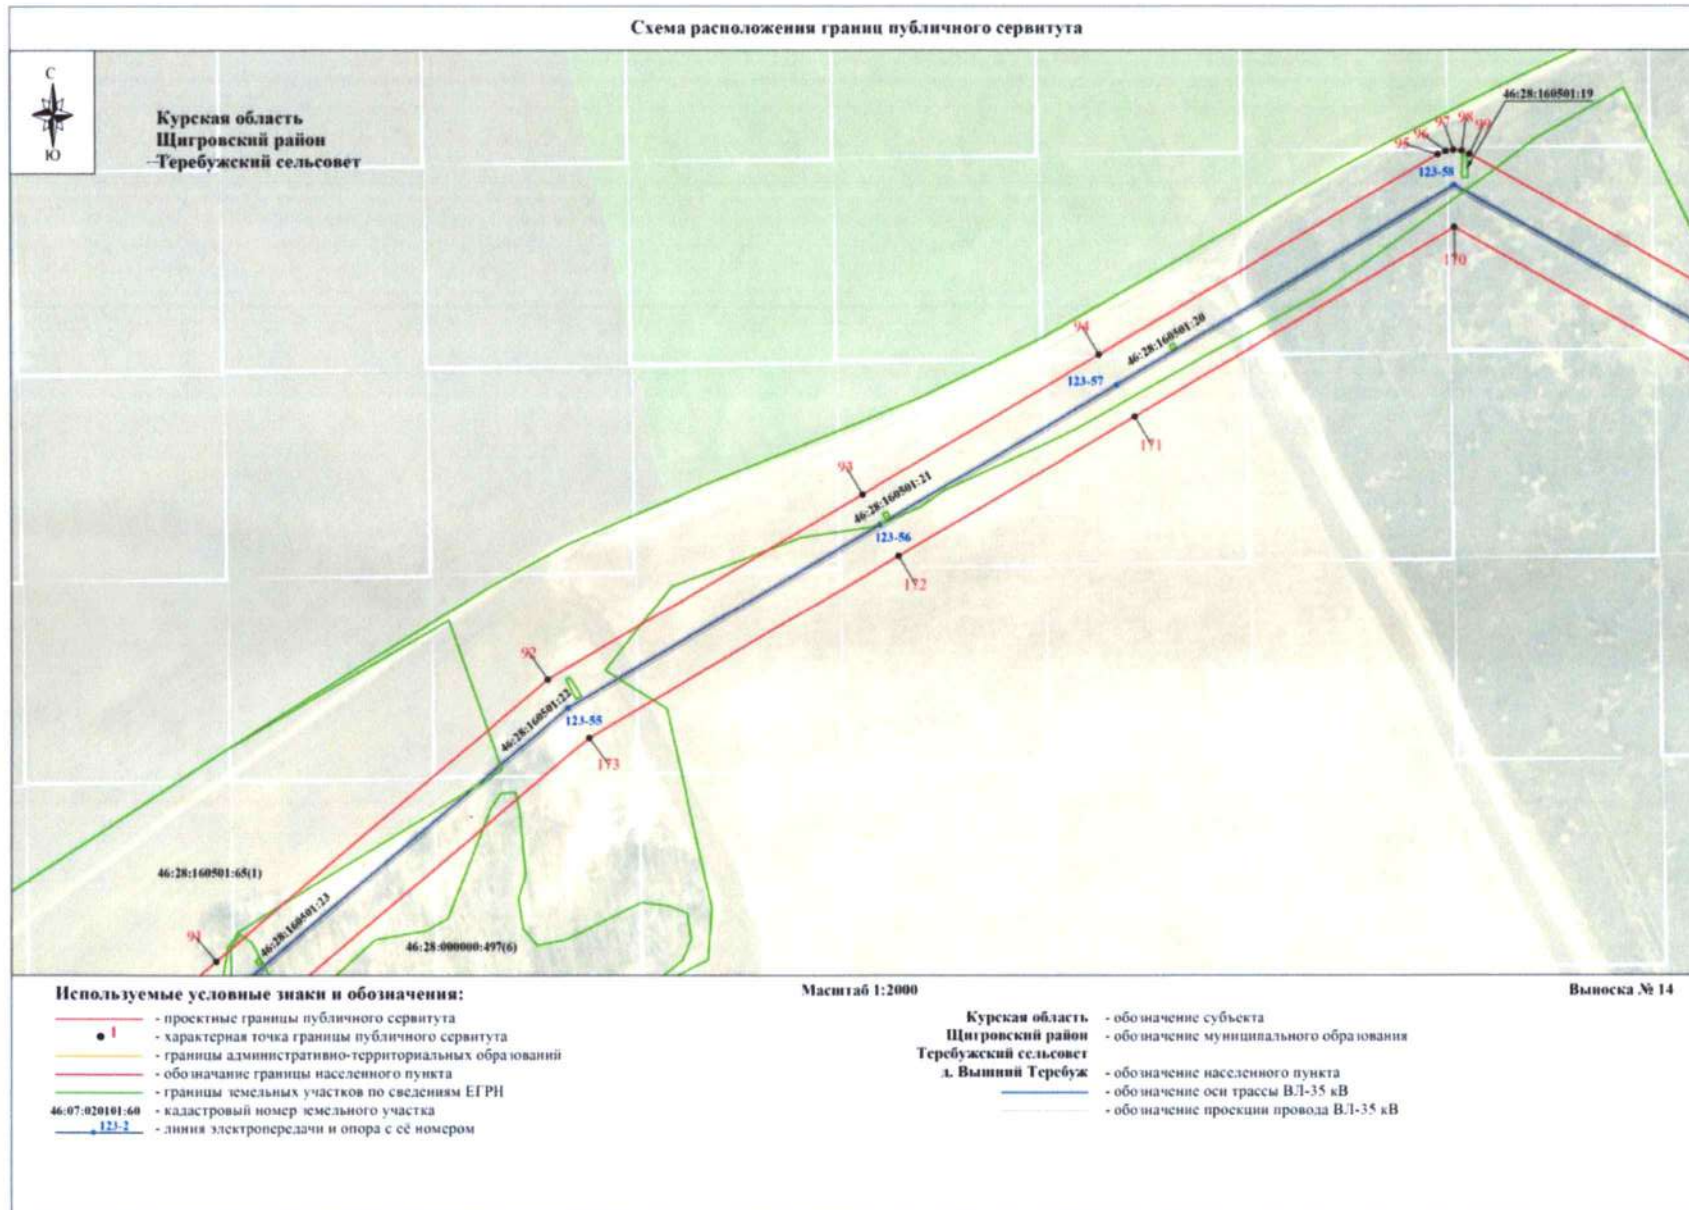 Схема расположения границ публичного сервитута
С
Ю
Курская область
Щигровский район
Теребужский сельсовет
46:28:160501:19
95
96
97
98
99
123-58
170
94
46:28:160501:20
123-57
171
93
46:28:160501:21
123-56
172
92
46:28:160501:22
123-55
173
46:28:160501:65(1)
46:28:160501:23
91
46:28:000000:497(6)
Используемые условные знаки и обозначения:
Масштаб 1:2000
Выноска № 14
- проектные границы публичного сервитута
1 - характерная точка границы публичного сервитута
- границы административно-территориальных образований
- обозначание границы населенного пункта
- границы земельных участков по сведениям ЕГРН
46:07:020101:60 - кадастровый номер земельного участка
123-2 - линия электропередачи и опора с её номером
Курская область - обозначение субъекта
Щигровский район - обозначение муниципального образования
Теребужский сельсовет
д. Вышний Теребуж - обозначение населенного пункта
- обозначение оси трассы ВЛ-35 кВ
- обозначение проекции провода ВЛ-35 кВ